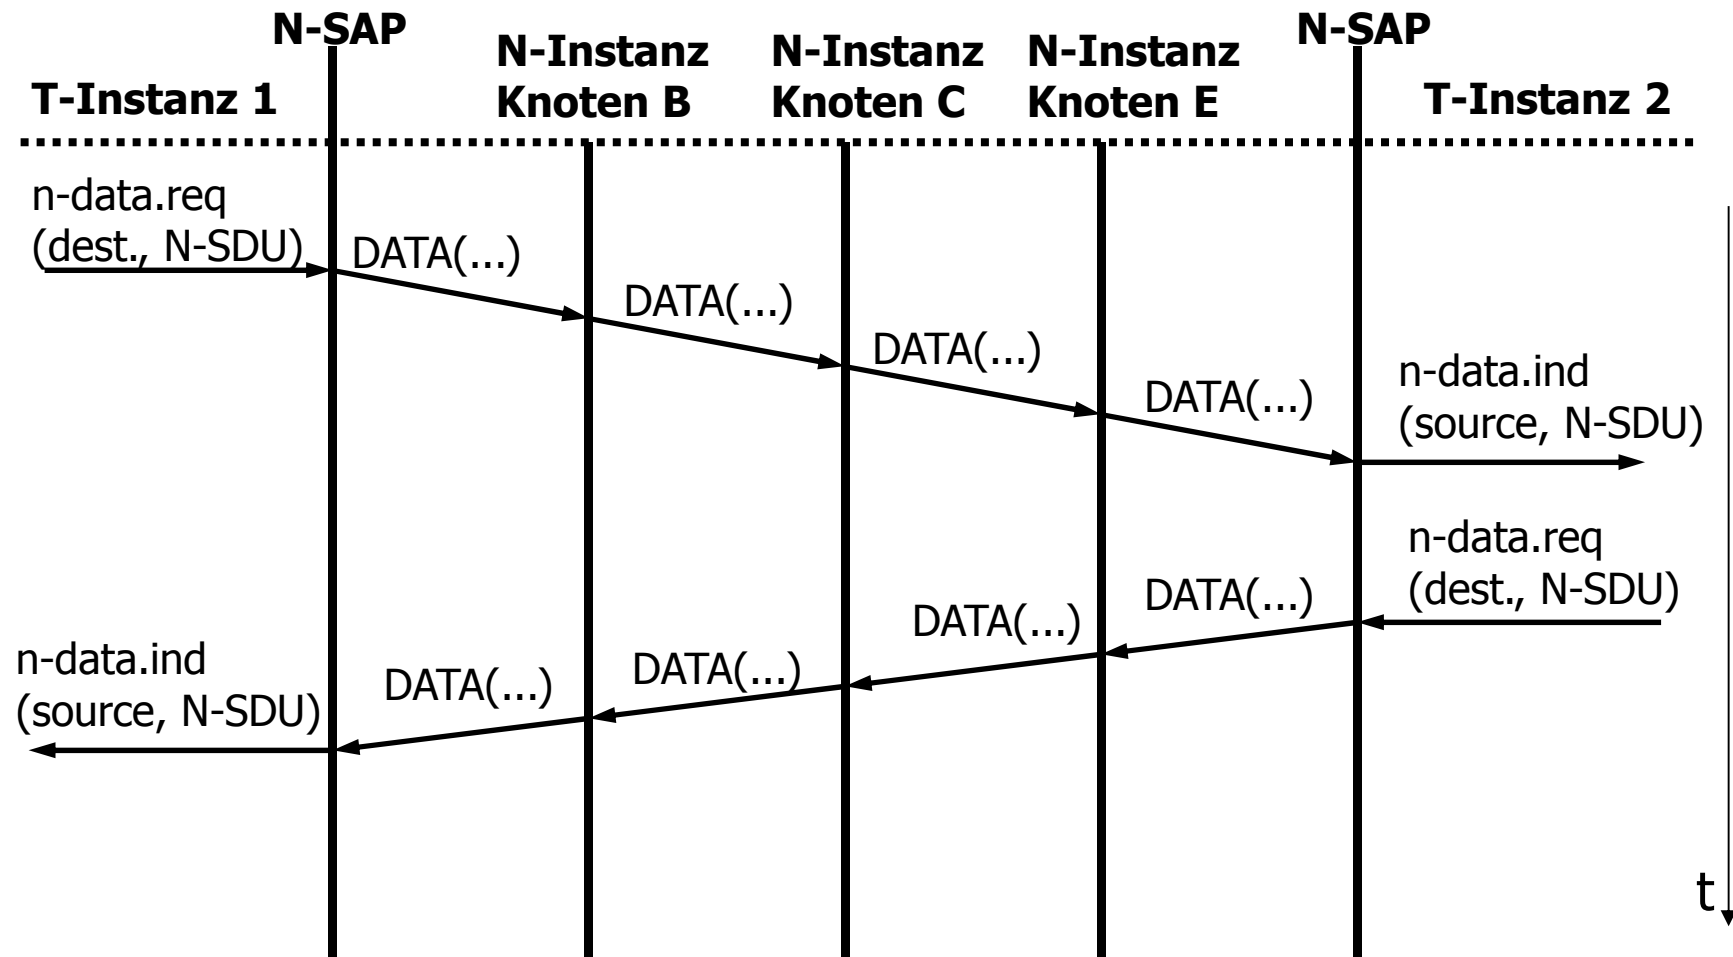 N-SAP
N-SAP
N-Instanz
Knoten B
N-Instanz
Knoten C
N-Instanz
Knoten E
T-Instanz 1
T-Instanz 2
n-data.req
(dest., N-SDU)
DATA(...)
DATA(...)
DATA(...)
DATA(...)
n-data.ind
(source, N-SDU)
n-data.req
(dest., N-SDU)
DATA(...)
DATA(...)
DATA(...)
DATA(...)
n-data.ind
(source, N-SDU)
t